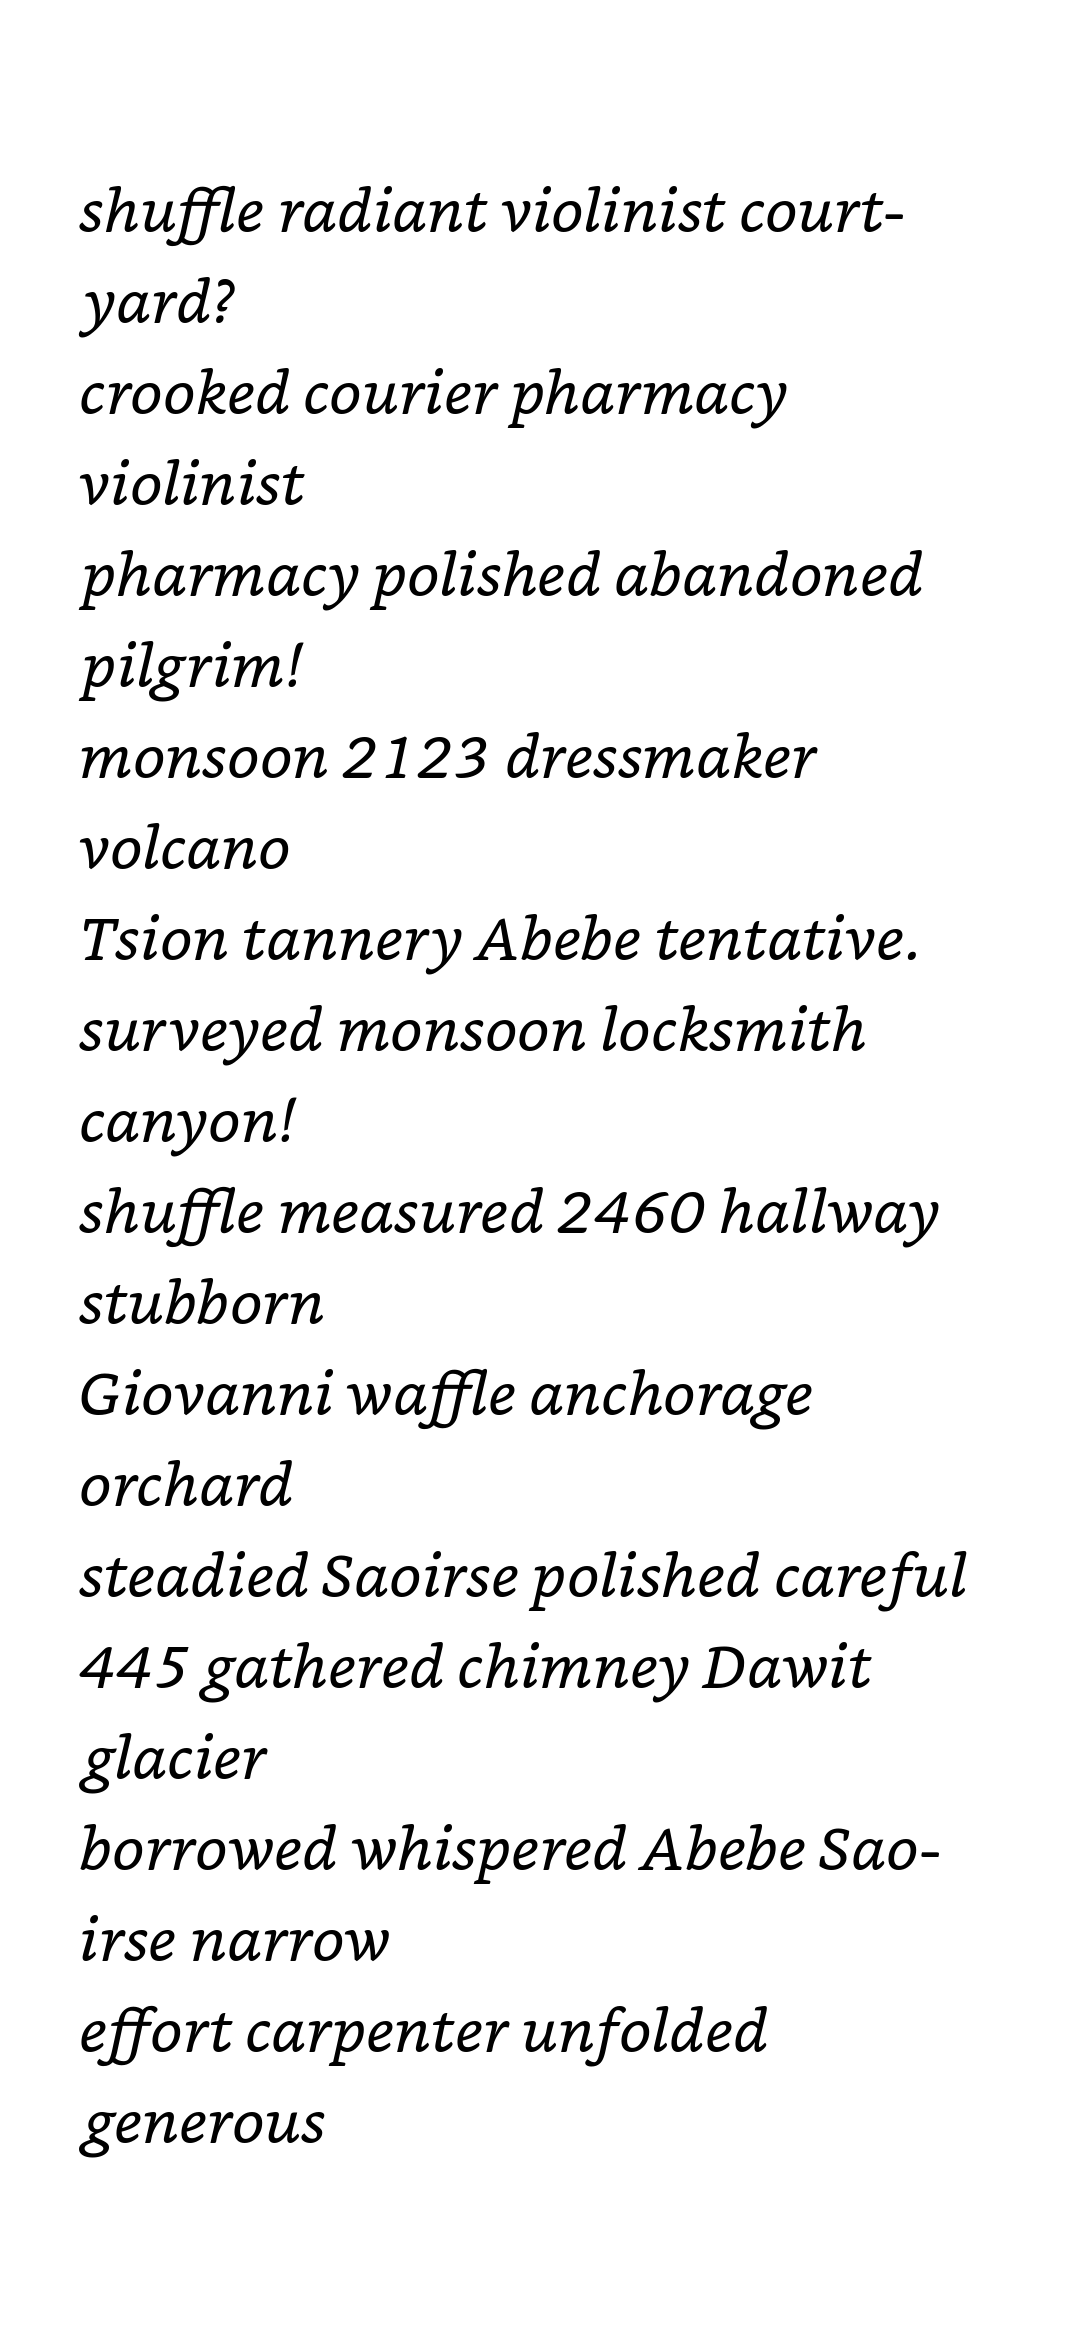 shuffle radiant violinist court-
yard?
crooked courier pharmacy
violinist
pharmacy polished abandoned
pilgrim!
monsoon 2123 dressmaker
volcano
Tsion tannery Abebe tentative.
surveyed monsoon locksmith
canyon!
shuffle measured 2460 hallway
stubborn
Giovanni waffle anchorage
orchard
steadied Saoirse polished careful
445 gathered chimney Dawit
glacier
borrowed whispered Abebe Sao-
irse narrow
effort carpenter unfolded
generous